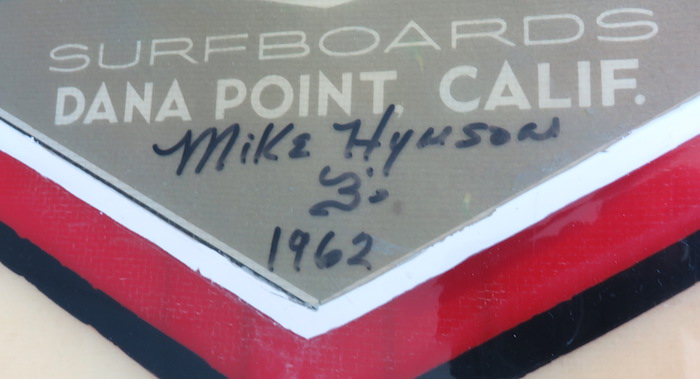 SURFBOARDS
DANA POINT, CALIF.
Mike Hynson
1962